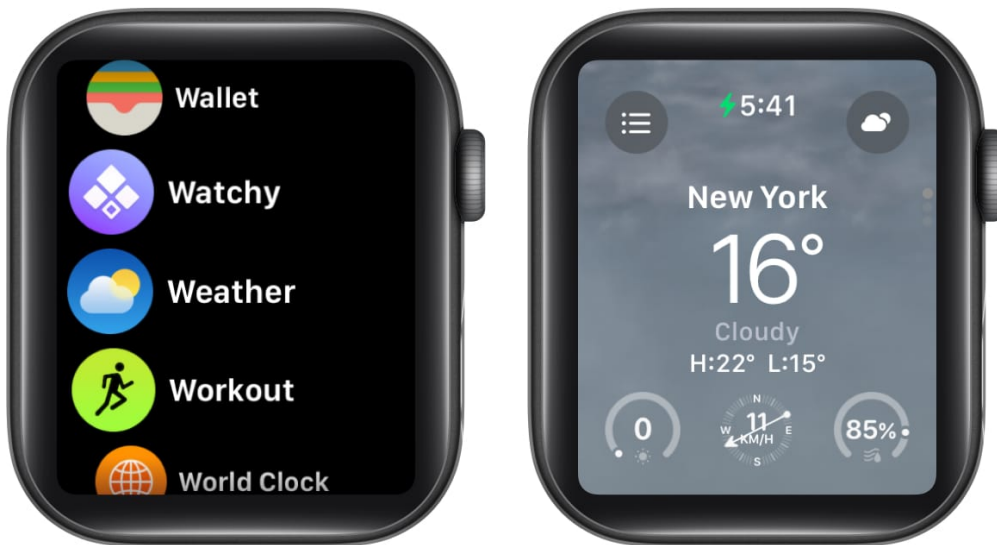 Wallet
Watchy
Weather
Workout
World Clock
5:41
New York
16°
Cloudy
H:22° L:15°
0
N
W
11
E
KM/H
S
85%